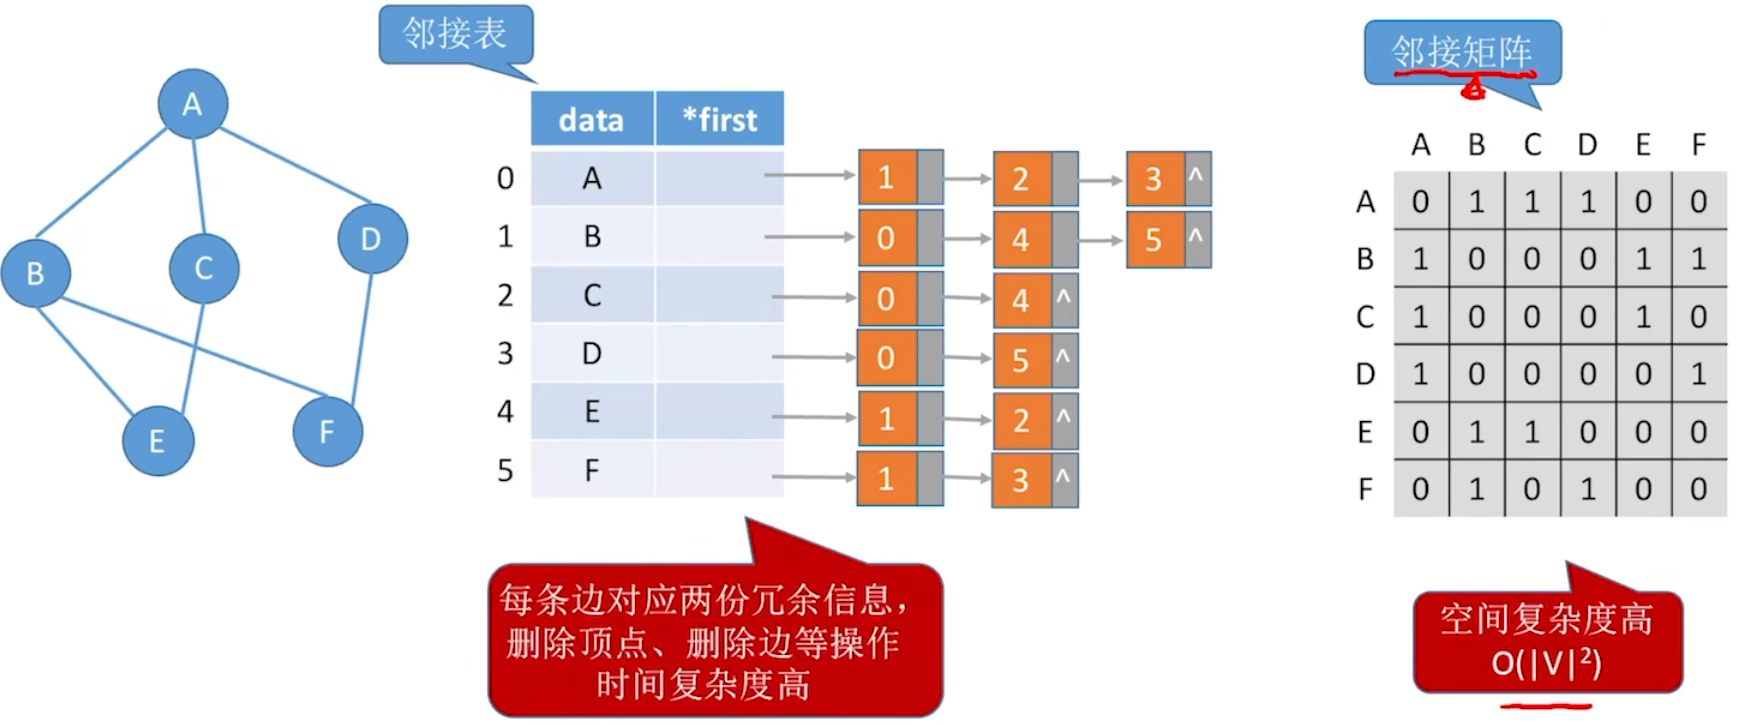 邻接表
邻接矩阵
A
B
C
D
E
F
data *first
0 A 1 2 3 ^
1 B 0 4 5 ^
2 C 0 4 ^
3 D 0 5 ^
4 E 1 2 ^
5 F 1 3 ^
A B C D E F
A 0 1 1 1 0 0
B 1 0 0 0 1 1
C 1 0 0 0 1 0
D 1 0 0 0 0 1
E 0 1 1 0 0 0
F 0 1 0 1 0 0
每条边对应两份冗余信息，
删除顶点、删除边等操作
时间复杂度高
空间复杂度高
O(|V|²)